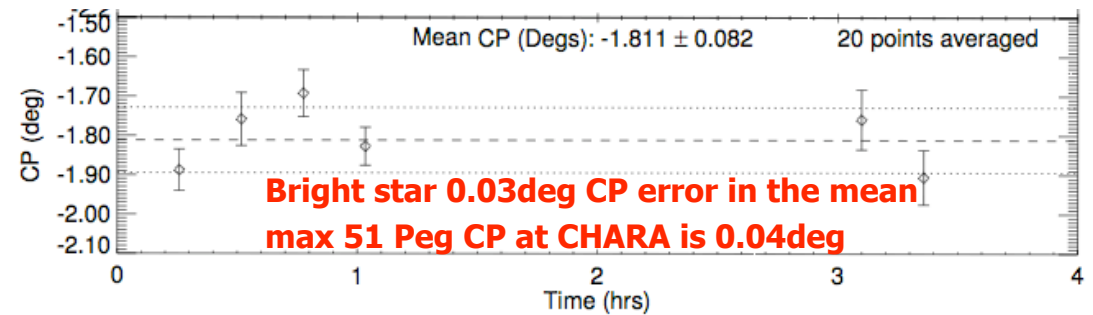 -1.50
Mean CP (Degs): -1.811 ± 0.082 20 points averaged
-1.60
-1.70
-1.80
-1.90
-2.00
-2.10
CP (deg)
Bright star 0.03deg CP error in the mean
max 51 Peg CP at CHARA is 0.04deg
0 1 2 3 4
Time (hrs)